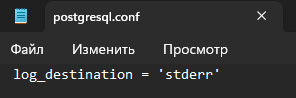 postgresql.conf
Файл Изменить Просмотр
log_destination = 'stderr'